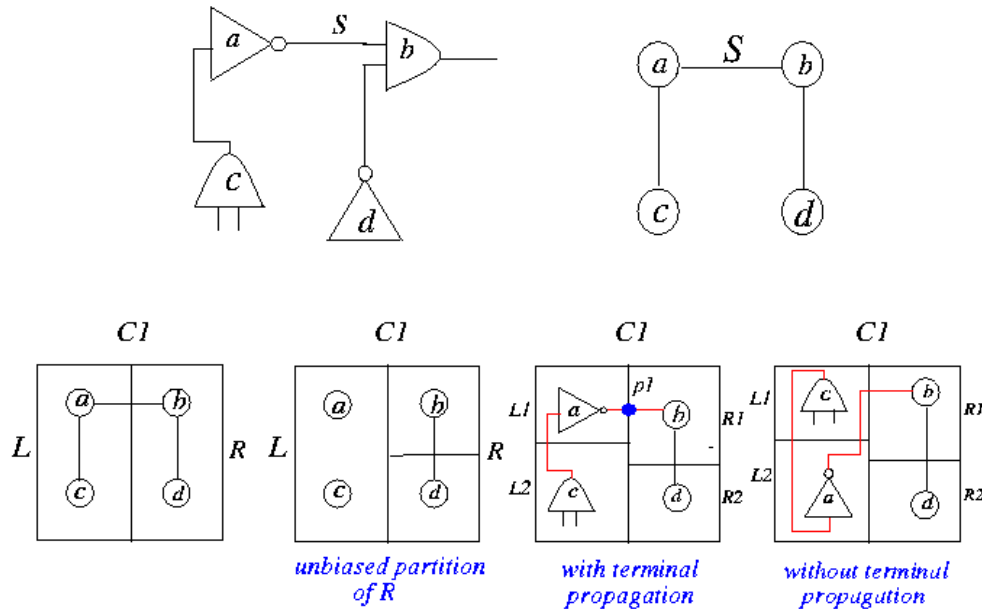 a
S
b
c
d
a
S
b
c
d
C1
C1
C1
C1
a
b
L
R
c
d
a
b
L
R
c
d
L1
a
p1
b
R1
L2
c
d
R2
L1
c
b
R1
L2
a
d
R2
unbiased partition
of R
with terminal
propagation
without terminal
propugution